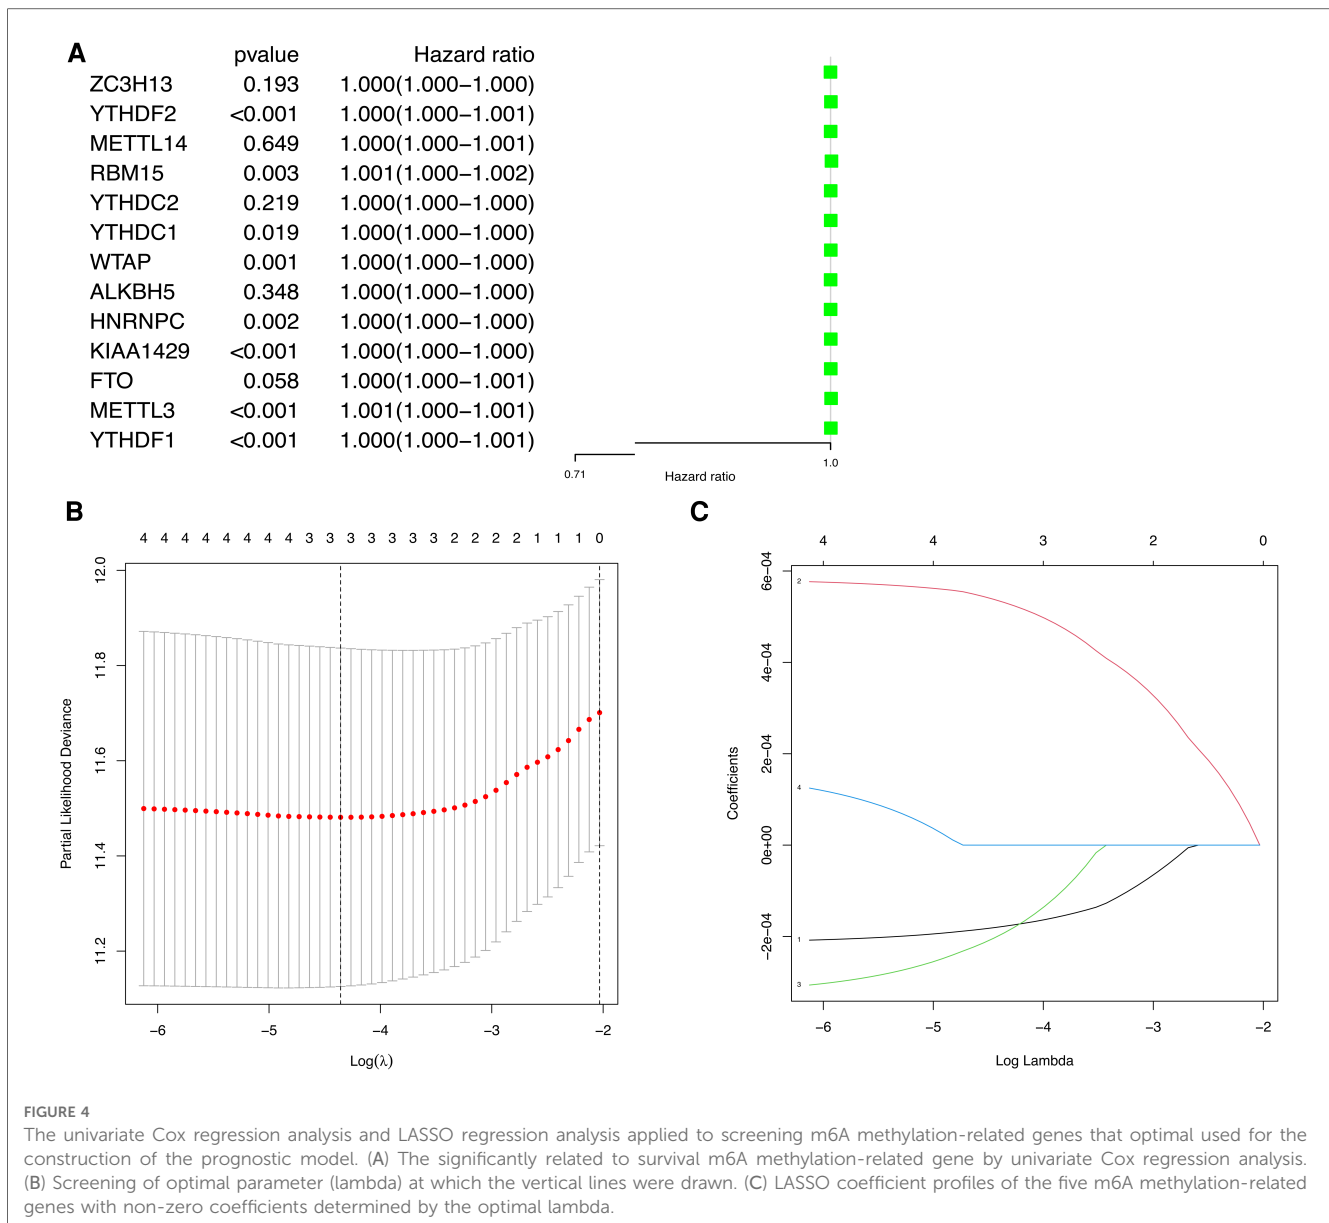 A pvalue Hazard ratio
ZC3H13 0.193 1.000(1.000−1.000)
YTHDF2 <0.001 1.000(1.000−1.001)
METTL14 0.649 1.000(1.000−1.001)
RBM15 0.003 1.001(1.000−1.002)
YTHDC2 0.219 1.000(1.000−1.000)
YTHDC1 0.019 1.000(1.000−1.000)
WTAP 0.001 1.000(1.000−1.000)
ALKBH5 0.348 1.000(1.000−1.000)
HNRNPC 0.002 1.000(1.000−1.000)
KIAA1429 <0.001 1.000(1.000−1.000)
FTO 0.058 1.000(1.000−1.001)
METTL3 <0.001 1.001(1.000−1.001)
YTHDF1 <0.001 1.000(1.000−1.001)
0.71 1.0
Hazard ratio
B
4 4 4 4 4 4 4 4 3 3 3 3 3 3 3 2 2 2 2 1 1 1 0
12.0
11.8
11.6
11.4
11.2
Partial Likelihood Deviance
−6 −5 −4 −3 −2
Log(λ)
C
4 4 3 2 0
6e−04
4e−04
2e−04
0e+00
−2e−04
Coefficients
2
4
1
3
−6 −5 −4 −3 −2
Log Lambda
FIGURE 4
The univariate Cox regression analysis and LASSO regression analysis applied to screening m6A methylation-related genes that optimal used for the
construction of the prognostic model. (A) The significantly related to survival m6A methylation-related gene by univariate Cox regression analysis.
(B) Screening of optimal parameter (lambda) at which the vertical lines were drawn. (C) LASSO coefficient profiles of the five m6A methylation-related
genes with non-zero coefficients determined by the optimal lambda.